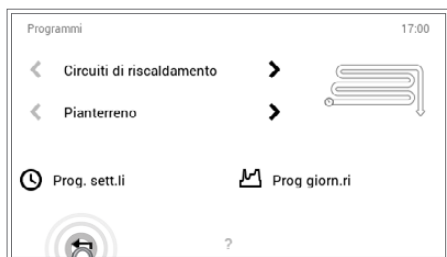 Programmi 17:00
Circuiti di riscaldamento
Pianterreno
Prog. sett.li Prog giorn.ri
?